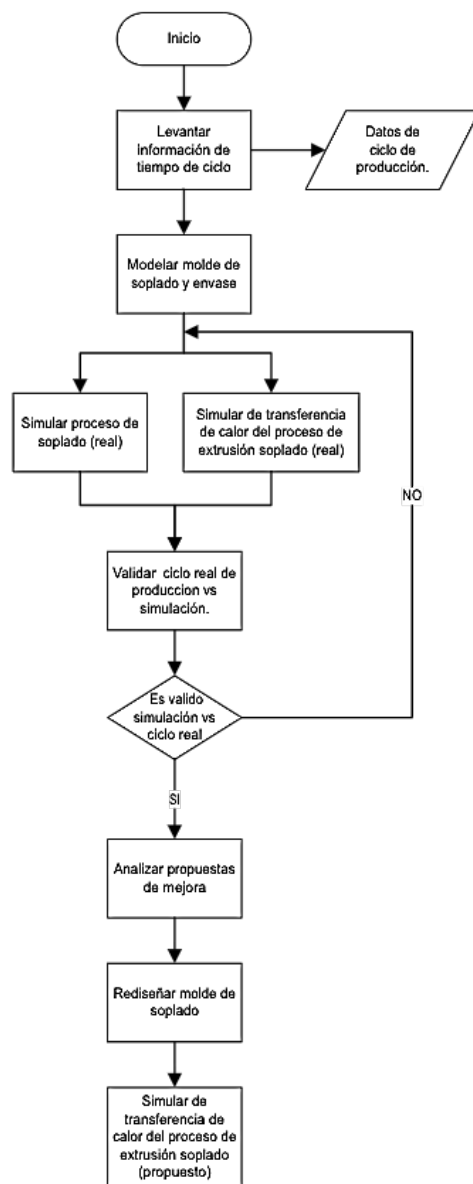 Inicio
Levantar
información de
tiempo de ciclo
Datos de
ciclo de
producción.
Modelar molde de
soplado y envase
Simular proceso de
soplado (real)
Simular de transferencia
de calor del proceso de
extrusión soplado (real)
NO
Validar ciclo real de
produccion vs
simulación.
Es valido
simulación vs
ciclo real
SI
Analizar propuestas
de mejora
Rediseñar molde de
soplado
Simular de
transferencia de
calor del proceso de
extrusión soplado
(propuesto)